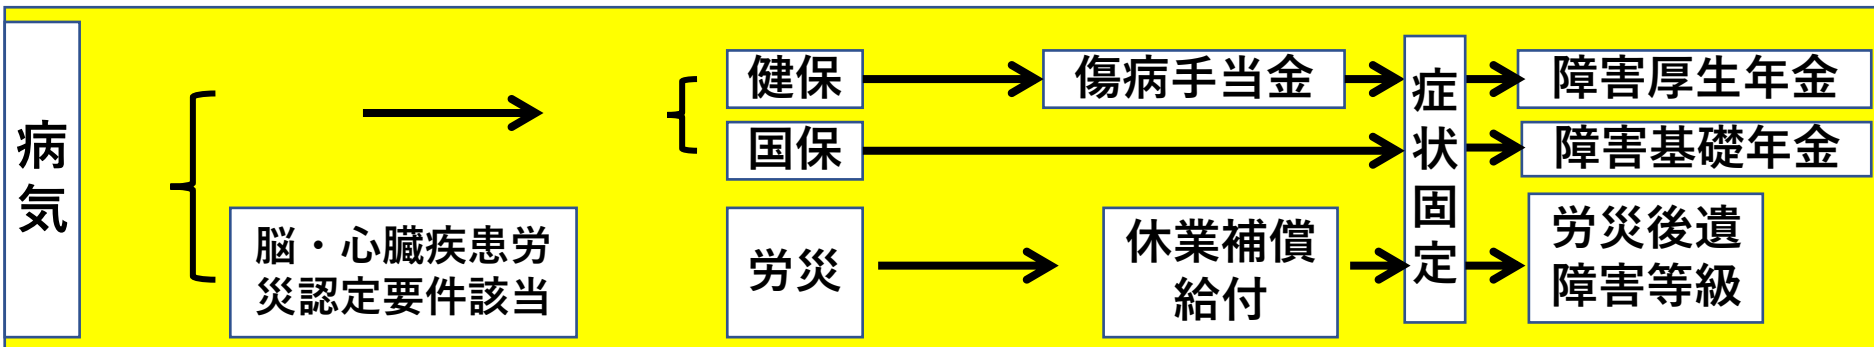 病気
脳・心臓疾患労
災認定要件該当
健保
国保
労災
傷病手当金
休業補償
給付
症状固定
障害厚生年金
障害基礎年金
労災後遺
障害等級